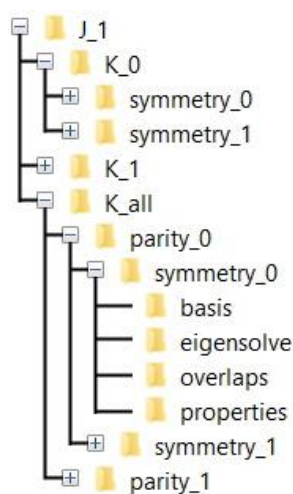 J_1
K_0
symmetry_0
symmetry_1
K_1
K_all
parity_0
symmetry_0
basis
eigensolve
overlaps
properties
symmetry_1
parity_1